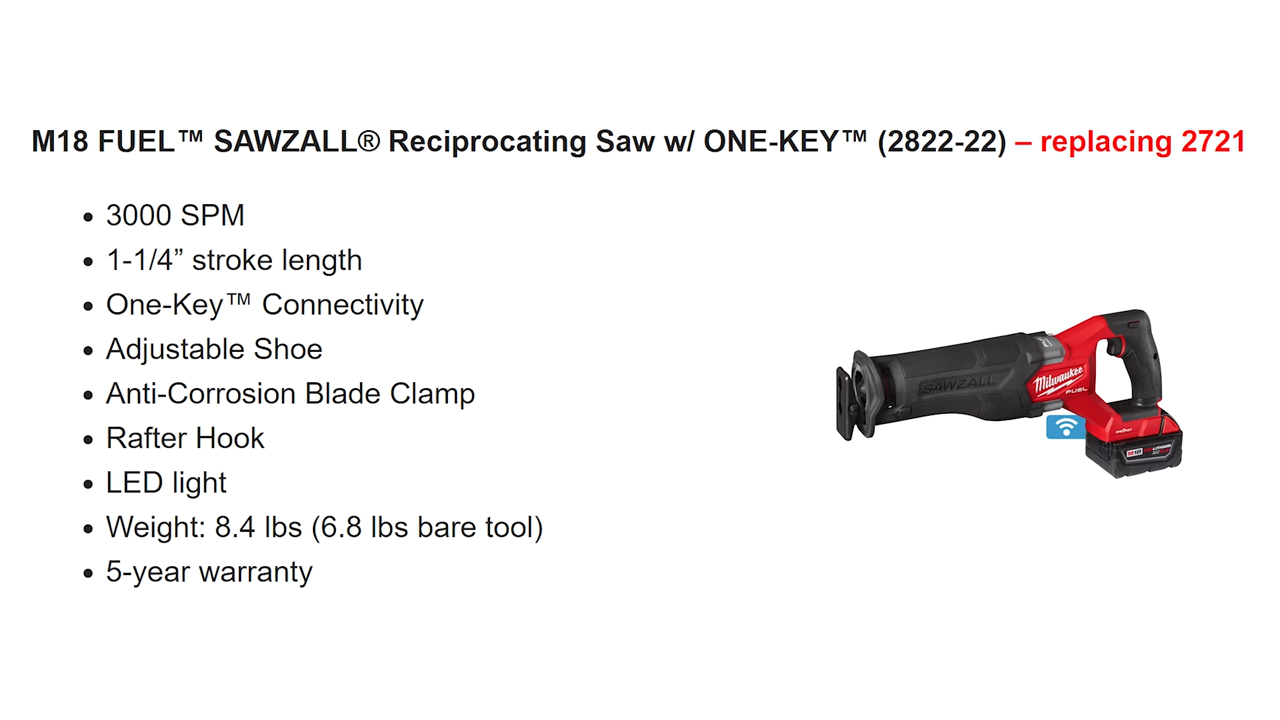 M18 FUEL™ SAWZALL® Reciprocating Saw w/ ONE-KEY™ (2822-22) – replacing 2721
• 3000 SPM
• 1-1/4” stroke length
• One-Key™ Connectivity
• Adjustable Shoe
• Anti-Corrosion Blade Clamp
• Rafter Hook
• LED light
• Weight: 8.4 lbs (6.8 lbs bare tool)
• 5-year warranty
SAWZALL
Milwaukee
FUEL
M18